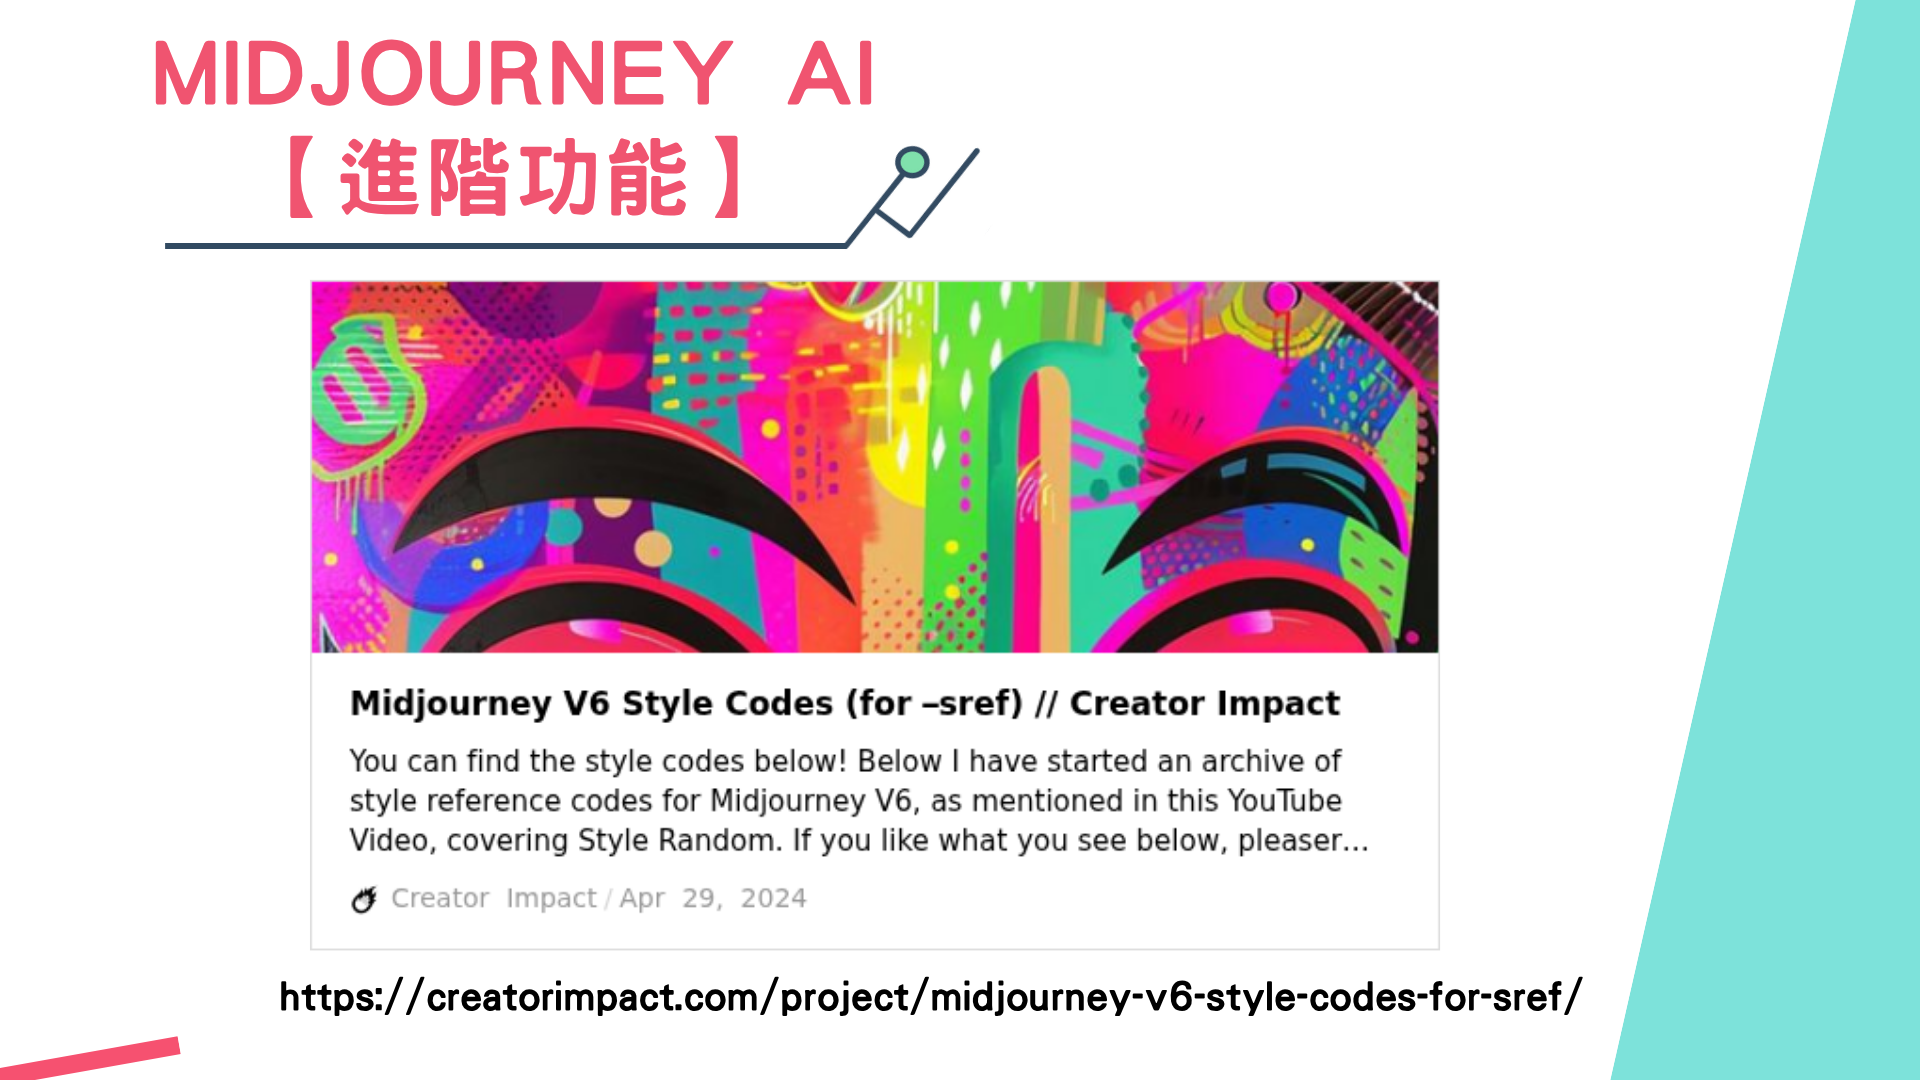 MIDJOURNEY AI
【進階功能】
Midjourney V6 Style Codes (for –sref) // Creator Impact
You can find the style codes below! Below I have started an archive of
style reference codes for Midjourney V6, as mentioned in this YouTube
Video, covering Style Random. If you like what you see below, pleaser...
Creator Impact / Apr 29, 2024
https://creatorimpact.com/project/midjourney-v6-style-codes-for-sref/